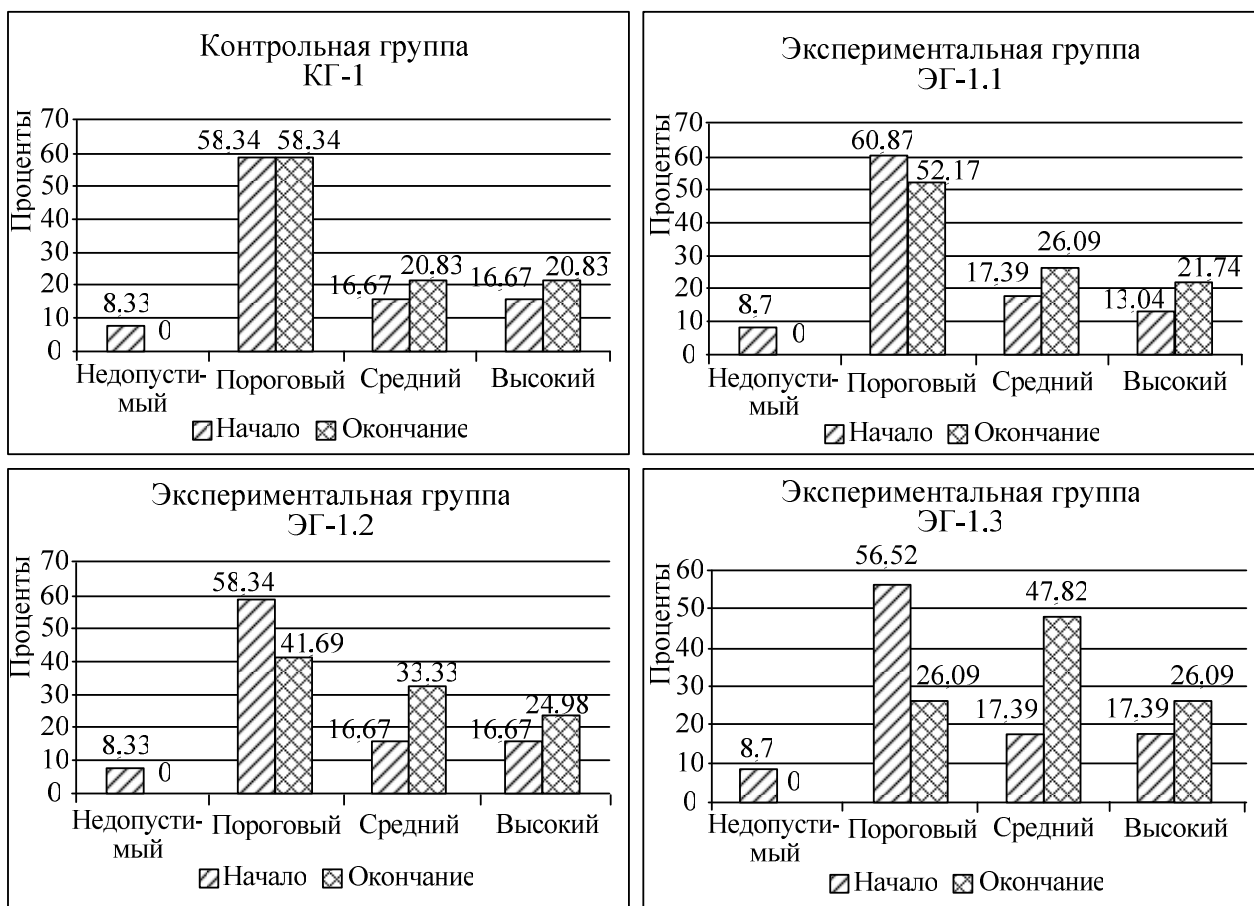 Контрольная группа
КГ-1
Проценты
70
60
50
40
30
20
10
0
8.33
0
58.34
58.34
16.67
20.83
16.67
20.83
Недопусти-
мый
Пороговый
Средний
Высокий
Начало
Окончание
Экспериментальная группа
ЭГ-1.1
Проценты
70
60
50
40
30
20
10
0
8.7
0
60.87
52.17
17.39
26.09
13.04
21.74
Недопусти-
мый
Пороговый
Средний
Высокий
Начало
Окончание
Экспериментальная группа
ЭГ-1.2
Проценты
70
60
50
40
30
20
10
0
8.33
0
58.34
41.69
16.67
33.33
16.67
24.98
Недопусти-
мый
Пороговый
Средний
Высокий
Начало
Окончание
Экспериментальная группа
ЭГ-1.3
Проценты
60
50
40
30
20
10
0
8.7
0
56.52
26.09
17.39
47.82
17.39
26.09
Недопусти-
мый
Пороговый
Средний
Высокий
Начало
Окончание